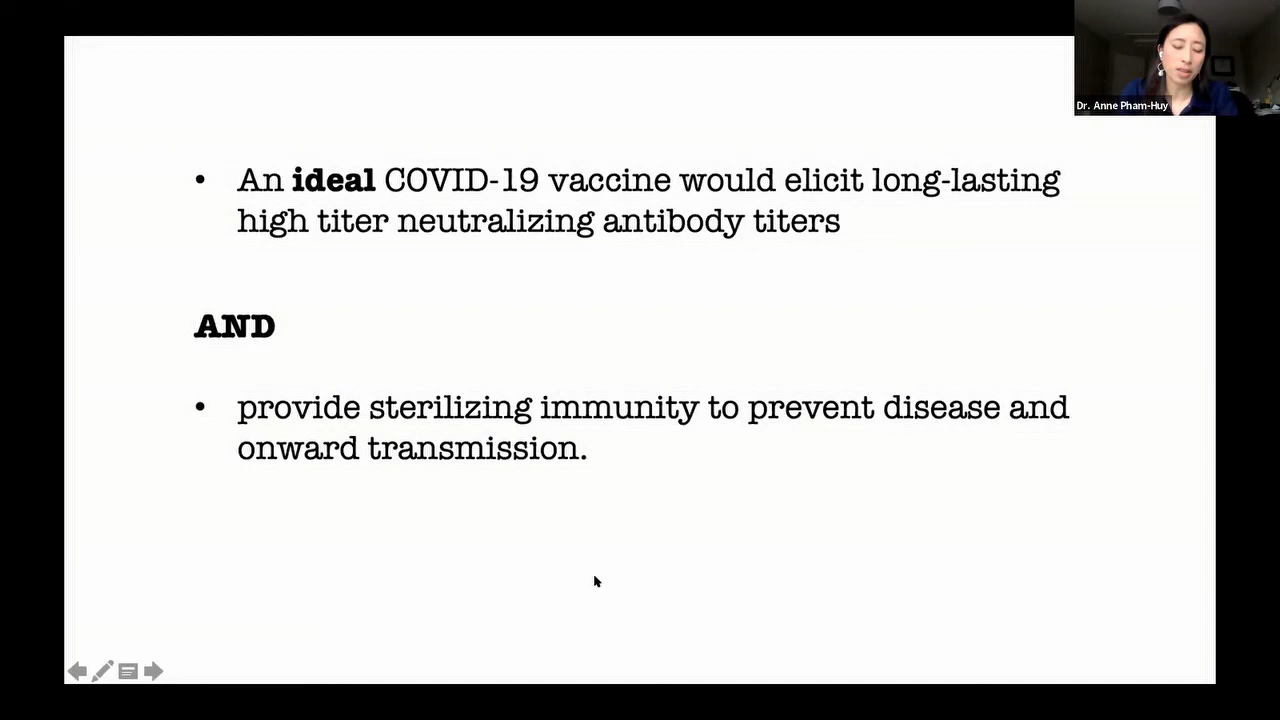 Dr. Anne Pham-Huy
• An ideal COVID-19 vaccine would elicit long-lasting
high titer neutralizing antibody titers
AND
• provide sterilizing immunity to prevent disease and
onward transmission.